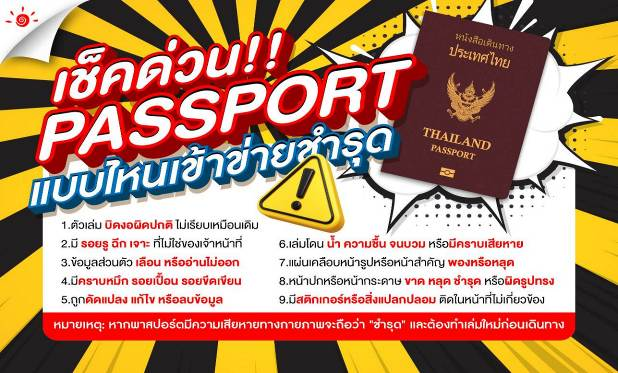 เช็คด่วน!!
PASSPORT
แบบไหนเข้าข่ายชำรุด
หนังสือเดินทาง
ประเทศไทย
THAILAND
PASSPORT
1.ตัวเล่ม บิดงอผิดปกติ ไม่เรียบเหมือนเดิม
2.มี รอยรู ฉีก เจาะ ที่ไม่ใช่ของเจ้าหน้าที่
3.ข้อมูลส่วนตัว เลือน หรืออ่านไม่ออก
4.มีคราบหมึก รอยเปื้อน รอยขีดเขียน
5.ถูกดัดแปลง แก้ไข หรือลบข้อมูล
6.เล่มโดน น้ำ ความชื้น จนบวม หรือมีคราบเสียหาย
7.แผ่นเคลือบหน้ารูปหรือหน้าสำคัญ พองหรือหลุด
8.หน้าปกหรือหน้ากระดาษ ขาด หลุด ชำรุด หรือผิดรูปทรง
9.มีสติกเกอร์หรือสิ่งแปลกปลอม ติดในหน้าที่ไม่เกี่ยวข้อง
หมายเหตุ: หากพาสปอร์ตมีความเสียหายทางกายภาพจะถือว่า "ชำรุด" และต้องทำเล่มใหม่ก่อนเดินทาง